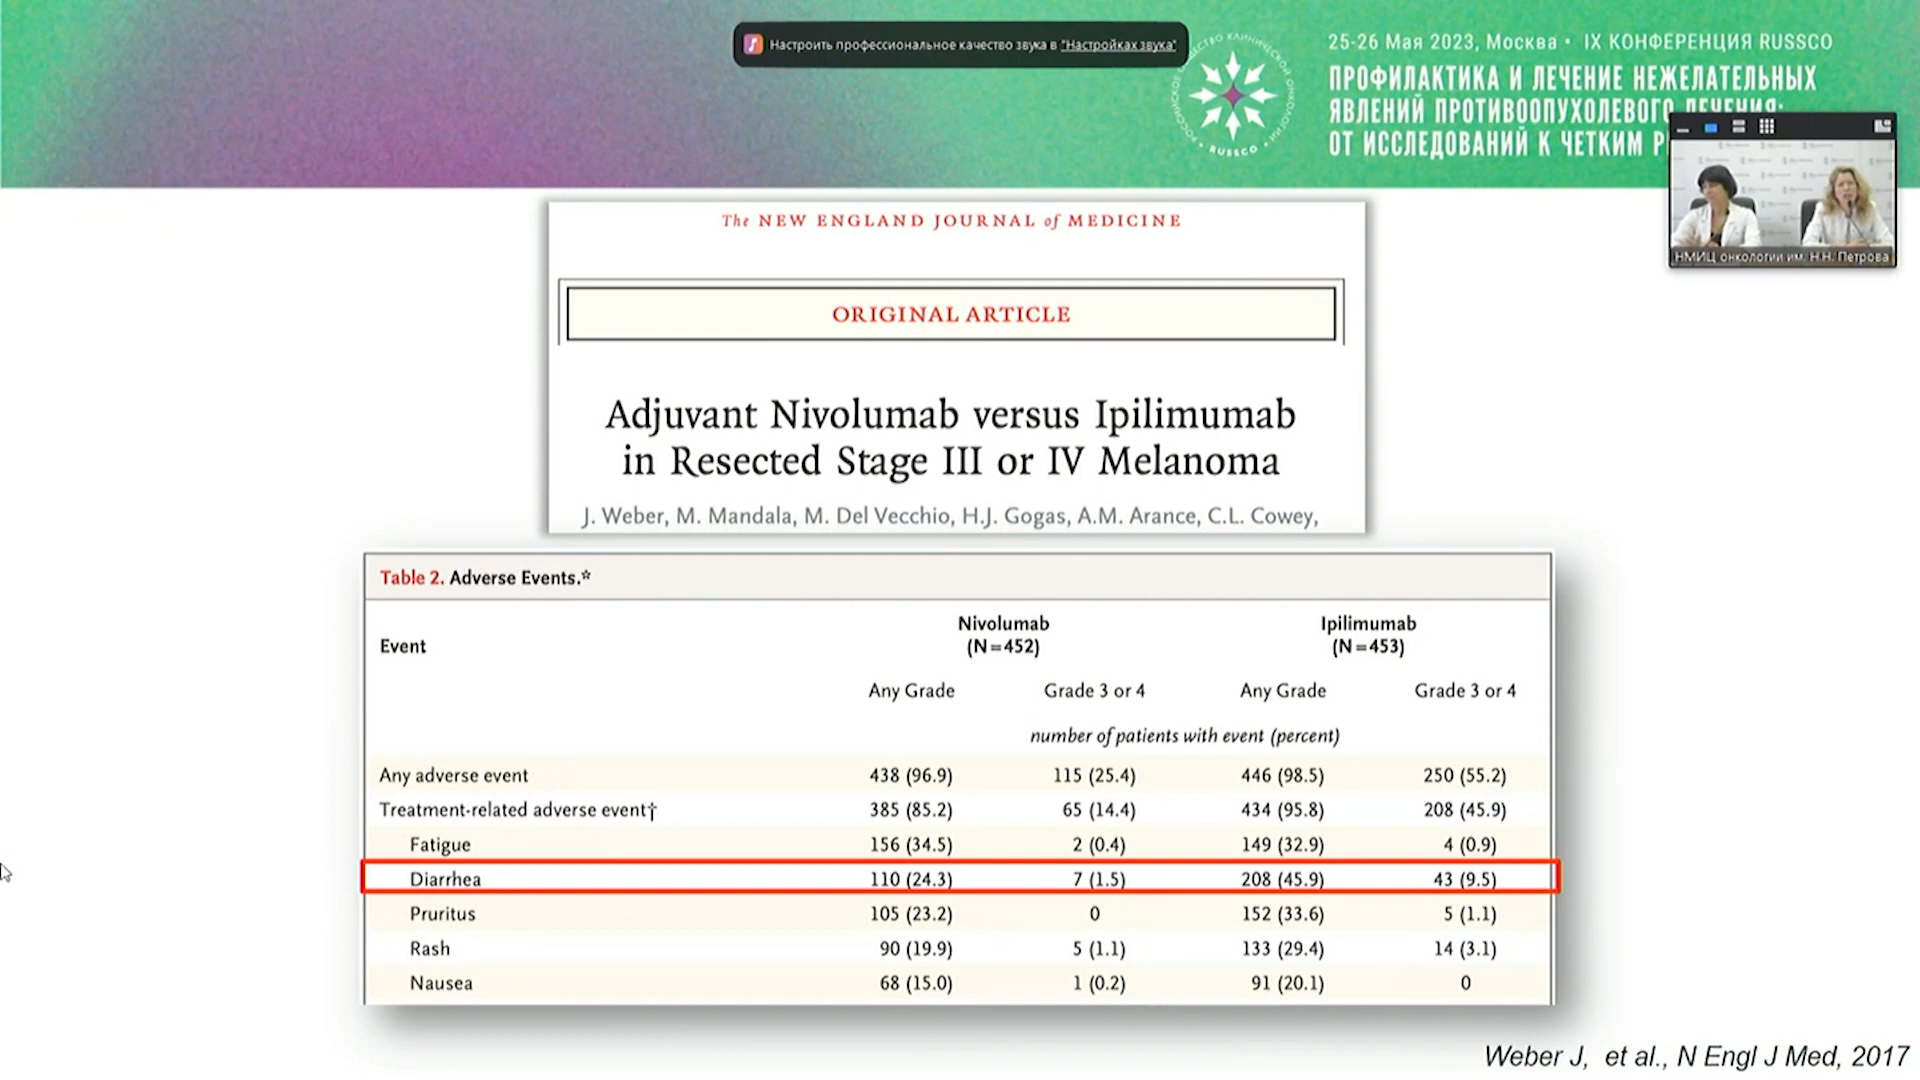 Настроить профессиональное качество звука в "Настройках звука"
25-26 Мая 2023, Москва • IX КОНФЕРЕНЦИЯ RUSSCO
ПРОФИЛАКТИКА И ЛЕЧЕНИЕ НЕЖЕЛАТЕЛЬНЫХ
ЯВЛЕНИЙ ПРОТИВООПУХОЛЕВОГО ЛЕЧЕНИЯ:
ОТ ИССЛЕДОВАНИЙ К ЧЕТКИМ
RUSSCO
НМИЦ онкологии им. Н.Н. Петрова
The NEW ENGLAND JOURNAL of MEDICINE
ORIGINAL ARTICLE
Adjuvant Nivolumab versus Ipilimumab
in Resected Stage III or IV Melanoma
J. Weber, M. Mandala, M. Del Vecchio, H.J. Gogas, A.M. Arance, C.L. Cowey,
Table 2. Adverse Events.*
Event Nivolumab (N=452) Ipilimumab (N=453)
Any Grade Grade 3 or 4 Any Grade Grade 3 or 4
number of patients with event (percent)
Any adverse event 438 (96.9) 115 (25.4) 446 (98.5) 250 (55.2)
Treatment-related adverse event† 385 (85.2) 65 (14.4) 434 (95.8) 208 (45.9)
Fatigue 156 (34.5) 2 (0.4) 149 (32.9) 4 (0.9)
Diarrhea 110 (24.3) 7 (1.5) 208 (45.9) 43 (9.5)
Pruritus 105 (23.2) 0 152 (33.6) 5 (1.1)
Rash 90 (19.9) 5 (1.1) 133 (29.4) 14 (3.1)
Nausea 68 (15.0) 1 (0.2) 91 (20.1) 0
Weber J, et al., N Engl J Med, 2017